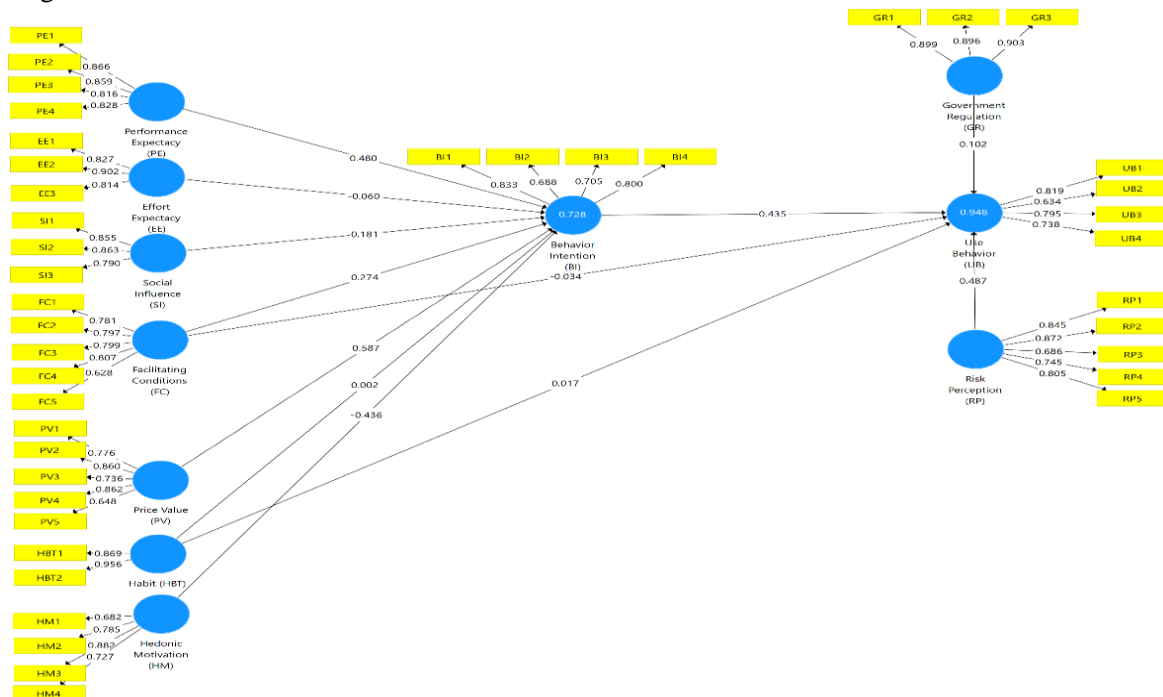 GR1 GR2 GR3
0.899 0.896 0.903
Government
Regulation
(GR)
0.102
PE1
PE2
PE3
PE4
0.866
0.859
0.816
0.828
Performance
Expectacy
(PE)
0.480
EE1
EE2
EE3
0.827
0.902
0.814
Effort
Expectacy
(EE)
-0.060
SI1
SI2
SI3
0.855
0.863
0.790
Social
Influence
(SI)
0.181
FC1
FC2
FC3
FC4
FC5
0.781
0.797
0.799
0.807
0.628
Facilitating
Conditions
(FC)
0.274
-0.034
PV1
PV2
PV3
PV4
PV5
0.776
0.860
0.736
0.862
0.648
Price Value
(PV)
0.587
HBT1
HBT2
0.869
0.956
Habit (HBT)
0.002
0.017
HM1
HM2
HM3
HM4
0.682
0.785
0.882
0.727
Hedonic
Motivation
(HM)
-0.436
BI1 BI2 BI3 BI4
0.833 0.688 0.705 0.800
0.728
Behavior
Intention
(BI)
0.435
UB1
UB2
UB3
UB4
0.819
0.634
0.795
0.738
0.948
Use
Behavior
(UB)
0.487
RP1
RP2
RP3
RP4
RP5
0.845
0.872
0.686
0.745
0.805
Risk
Perception
(RP)